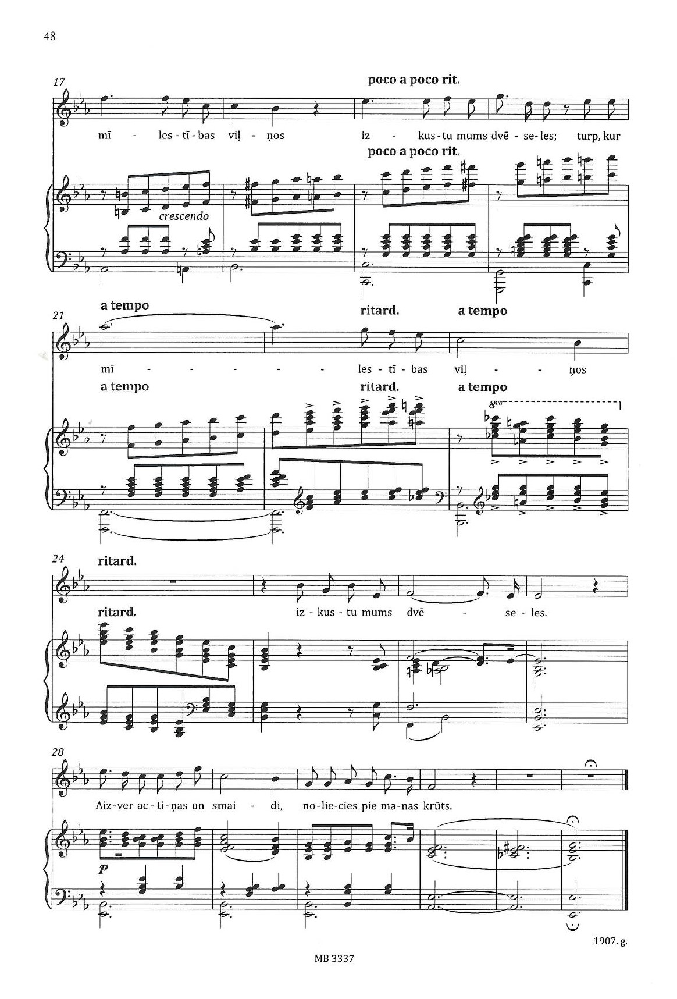 48
17
poco a poco rit.
mī - les - tī - bas viļ - ņos iz - kus - tu mums dvē - se - les; turp, kur
poco a poco rit.
crescendo
a tempo ritard. a tempo
21
mī - - - - - les - tī - bas viļ - - ņos
a tempo ritard. a tempo
8va
24
ritard.
iz - kus - tu mums dvē - se - les.
ritard.
28
Aiz - ver ac - ti - ņas un smai - di, no - lie - cies pie ma - nas krūts.
p
1907. g.
MB 3337